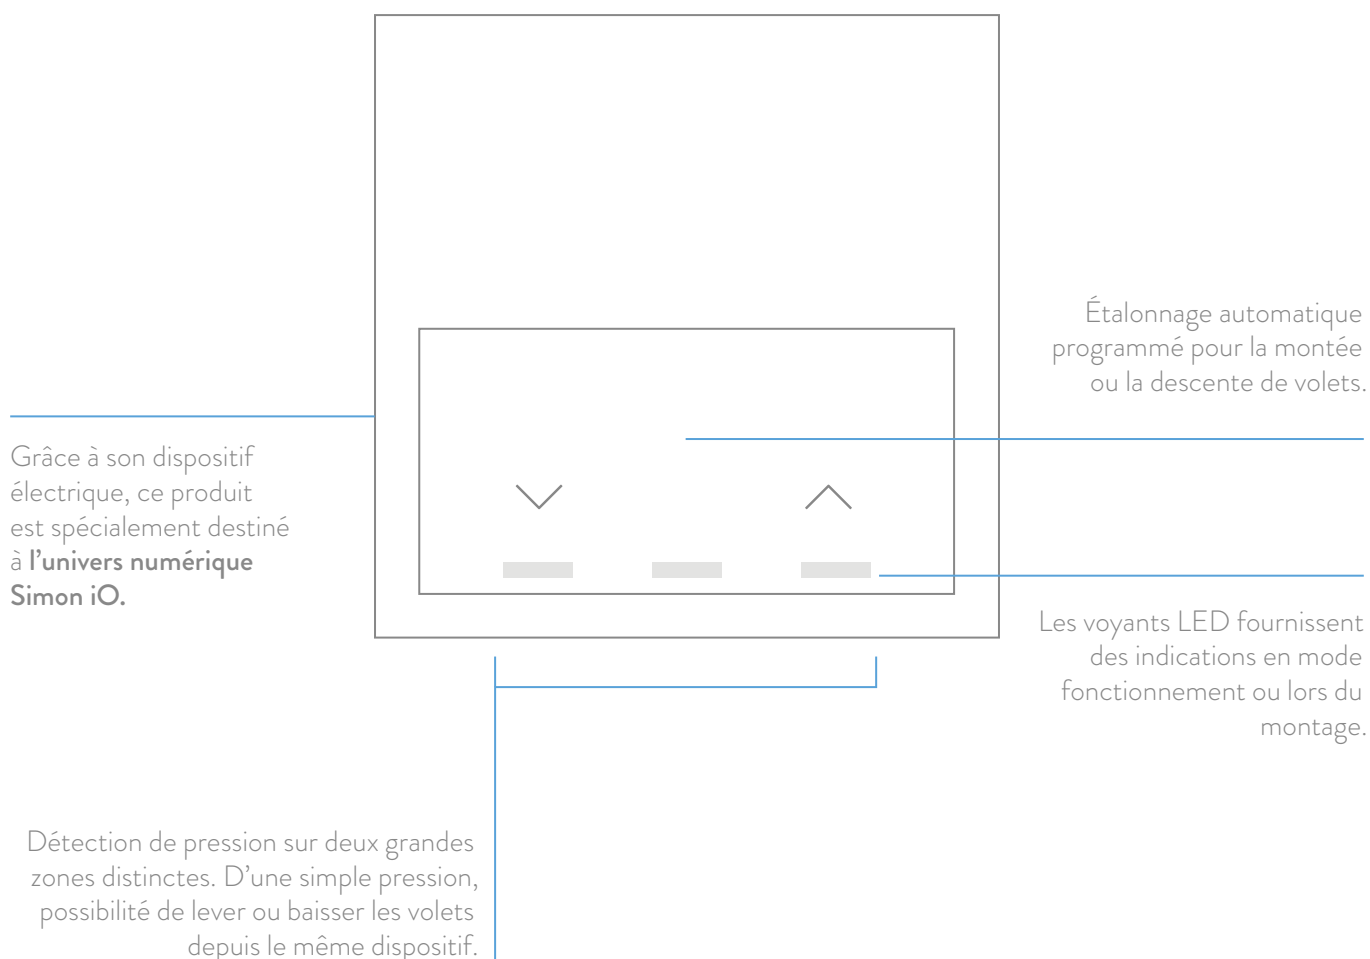 Étalonnage automatique
programmé pour la montée
ou la descente de volets.
Grâce à son dispositif
électrique, ce produit
est spécialement destiné
à l’univers numérique
Simon iO.
Les voyants LED fournissent
des indications en mode
fonctionnement ou lors du
montage.
Détection de pression sur deux grandes
zones distinctes. D’une simple pression,
possibilité de lever ou baisser les volets
depuis le même dispositif.